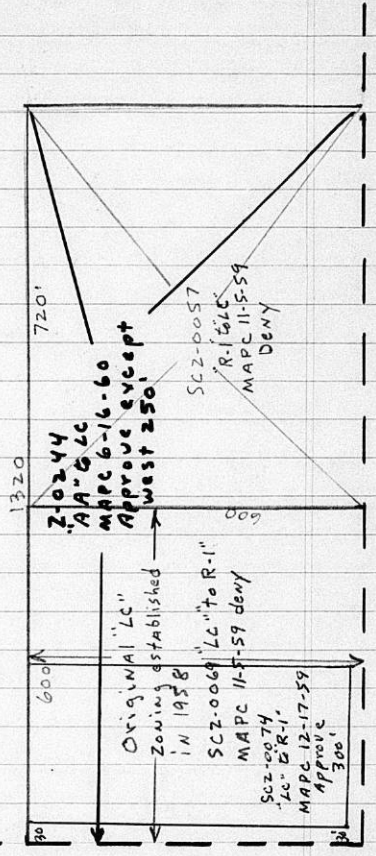 1320
720'
Z-0244
"AA" to LC
MAPC 6-16-60
Approve except
west 250'
SCZ-0057
"R-1 to LC"
MAPC 11-5-59
DENY
600
600
Original "LC"
Zoning established
in 1958
SCZ-0069 "LC" to R-1"
MAPC 11-5-59 deny
SCZ-0074
"LC" to R-1"
MAPC 12-17-59
Approve
300'
30'
30'